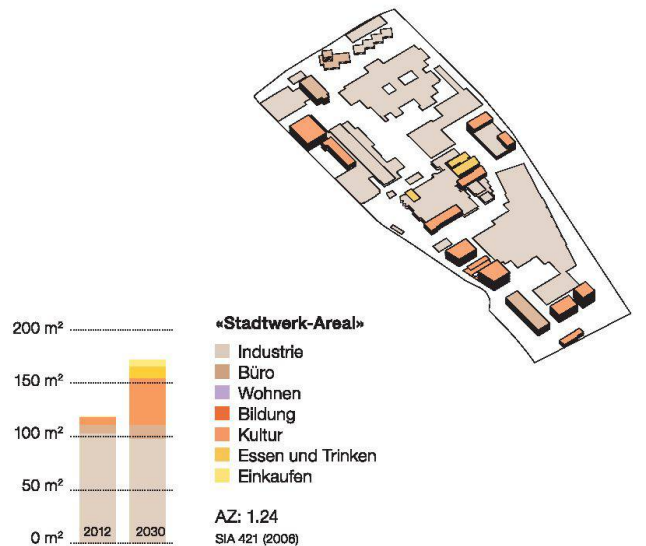 200 m²
150 m²
100 m²
50 m²
0 m²
2012
2030
«Stadtwerk-Areal»
Industrie
Büro
Wohnen
Bildung
Kultur
Essen und Trinken
Einkaufen
AZ: 1.24
SIA 421 (2006)